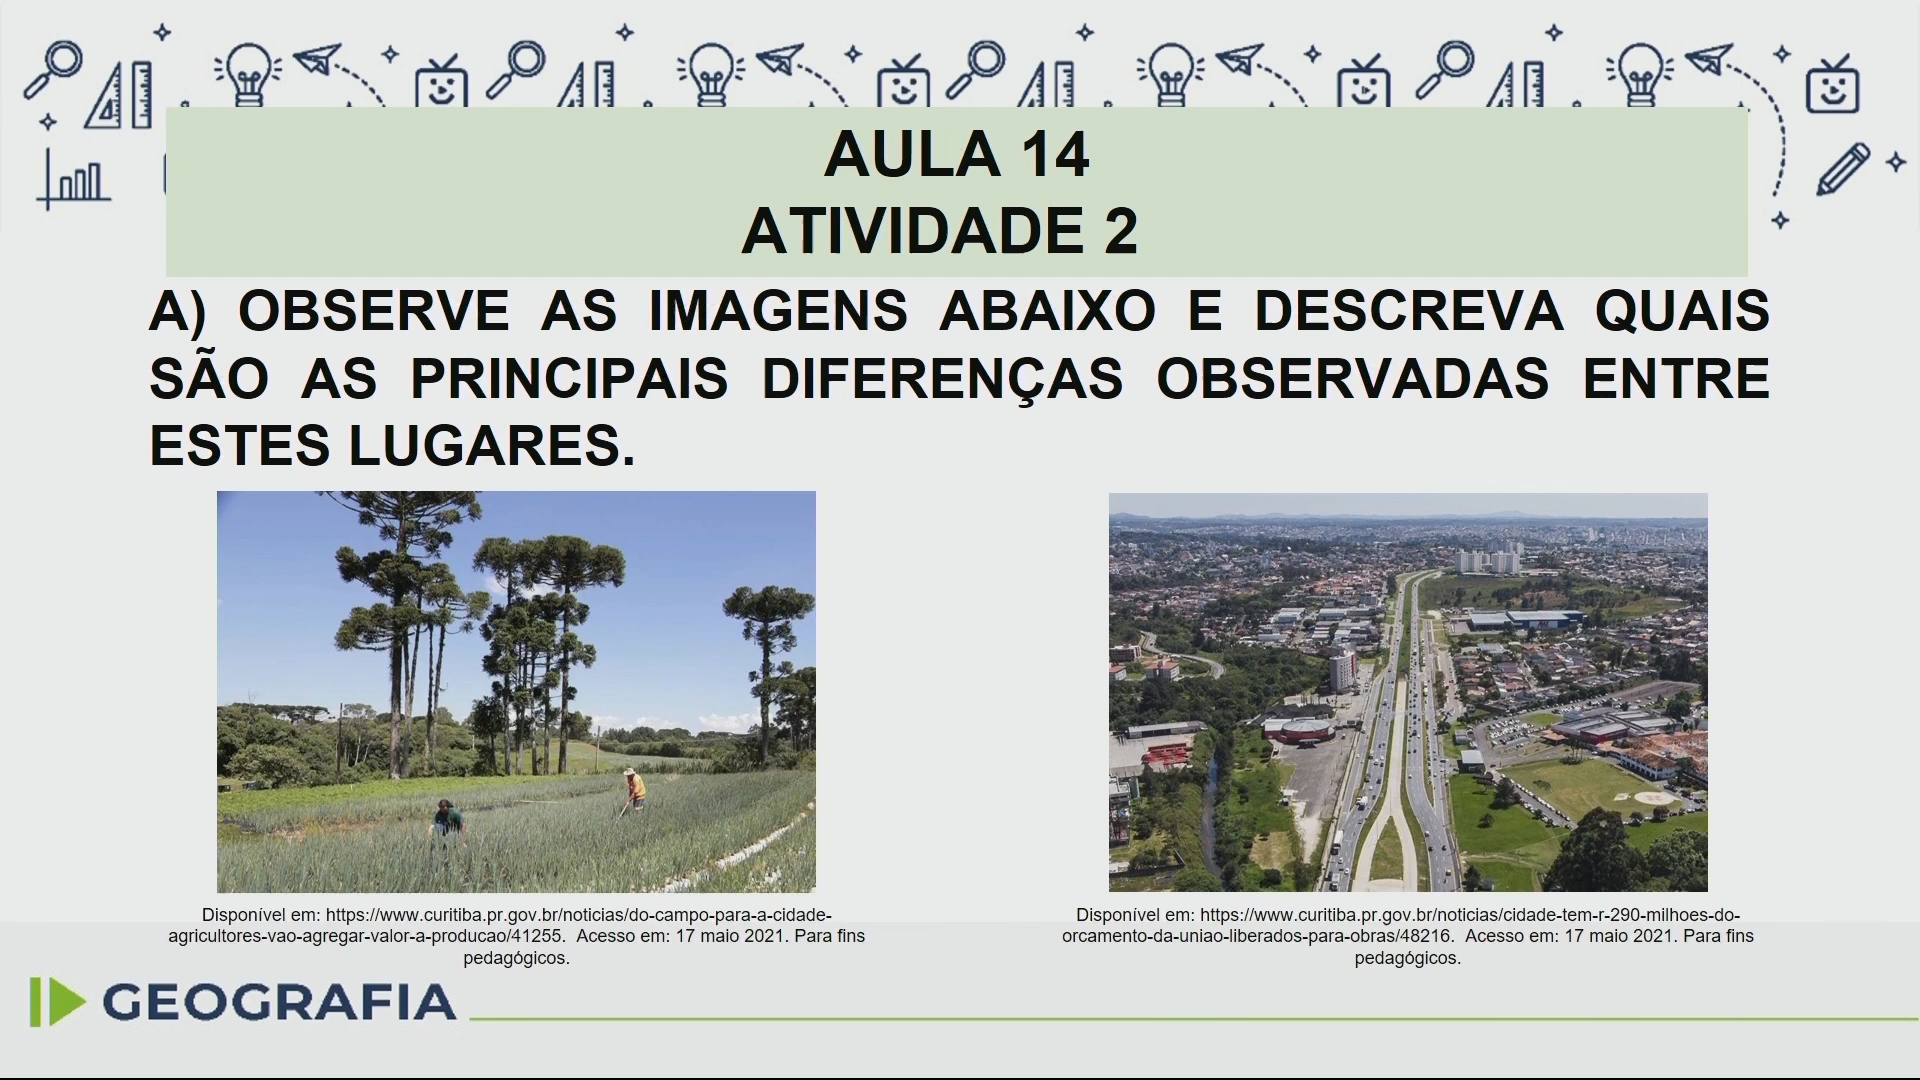 AULA 14
ATIVIDADE 2
A) OBSERVE AS IMAGENS ABAIXO E DESCREVA QUAIS
SÃO AS PRINCIPAIS DIFERENÇAS OBSERVADAS ENTRE
ESTES LUGARES.
Disponível em: https://www.curitiba.pr.gov.br/noticias/do-campo-para-a-cidade-
agricultores-vao-agregar-valor-a-producao/41255. Acesso em: 17 maio 2021. Para fins
pedagógicos.
Disponível em: https://www.curitiba.pr.gov.br/noticias/cidade-tem-r-290-milhoes-do-
orcamento-da-uniao-liberados-para-obras/48216. Acesso em: 17 maio 2021. Para fins
pedagógicos.
GEOGRAFIA